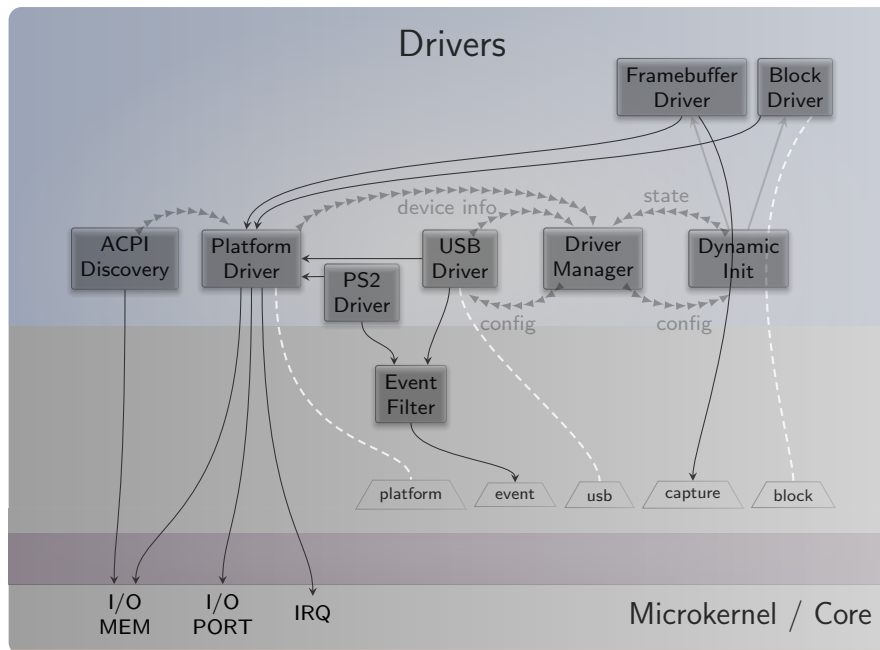 Drivers
Framebuffer
Driver
Block
Driver
device info
state
ACPI
Discovery
Platform
Driver
PS2
Driver
USB
Driver
Driver
Manager
Dynamic
Init
config
config
Event
Filter
platform
event
usb
capture
block
I/O
MEM
I/O
PORT
IRQ
Microkernel / Core